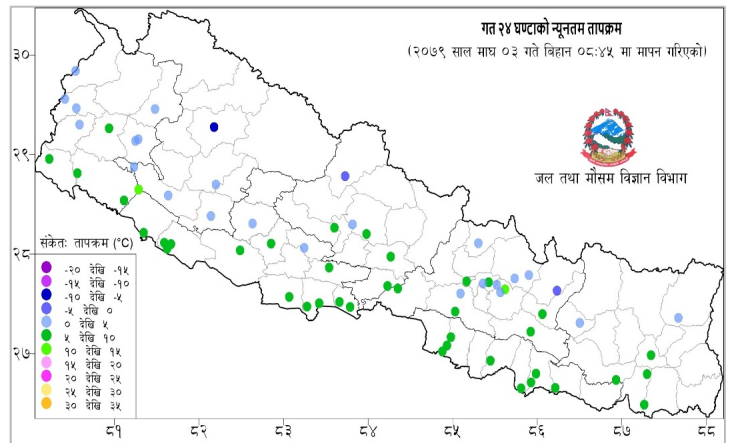 गत २४ घण्टाको न्यूनतम तापक्रम
(२०७९ साल माघ ०३ गते बिहान ०८:४५ मा मापन गरिएको)
जल तथा मौसम विज्ञान विभाग
३०
२९
२८
२७
संकेत: तापक्रम (°C)
-२० देखि -१५
-१५ देखि -१०
-१० देखि -५
-५ देखि ०
० देखि ५
५ देखि १०
१० देखि १५
१५ देखि २०
२० देखि २५
२५ देखि ३०
३० देखि ३५
८१ ८२ ८३ ८४ ८५ ८६ ८७ ८८